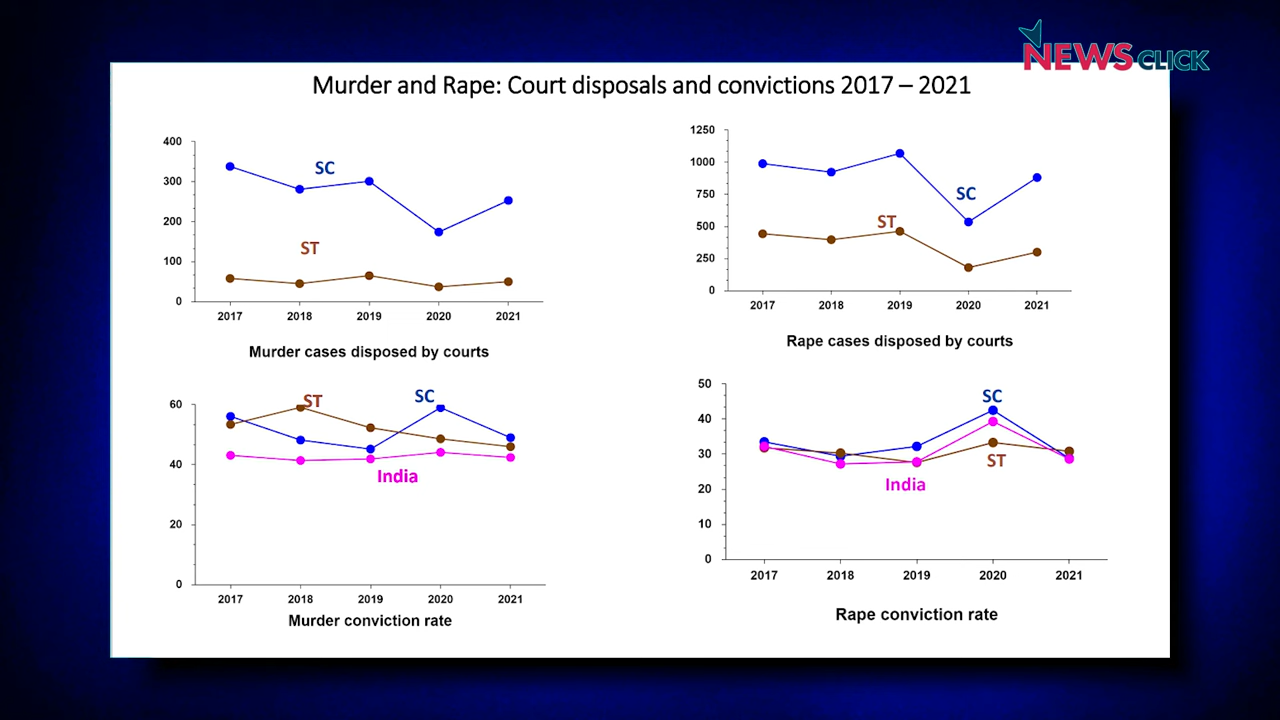 NEWSCLICK
Murder and Rape: Court disposals and convictions 2017 – 2021
400
300
200
100
0
SC
ST
2017 2018 2019 2020 2021
Murder cases disposed by courts
1250
1000
750
500
250
0
SC
ST
2017 2018 2019 2020 2021
Rape cases disposed by courts
60
40
20
0
ST
SC
India
2017 2018 2019 2020 2021
Murder conviction rate
50
40
30
20
10
0
SC
ST
India
2017 2018 2019 2020 2021
Rape conviction rate